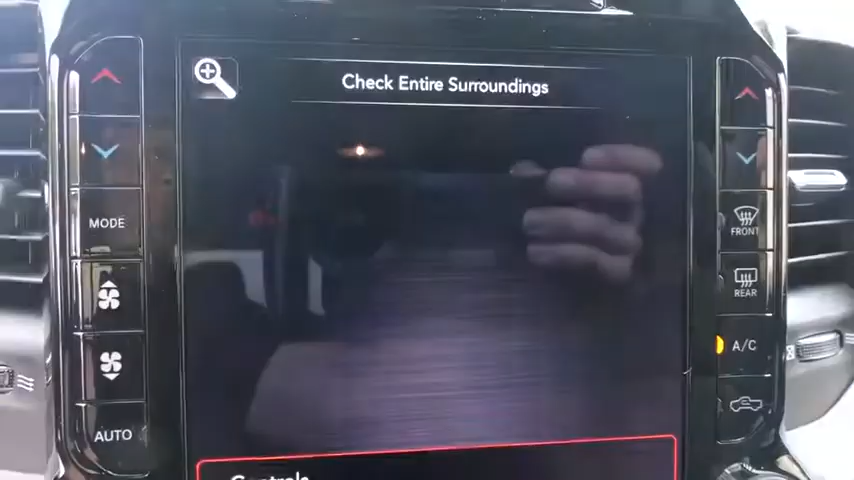 Check Entire Surroundings
MODE
FRONT
REAR
A/C
AUTO
Controls